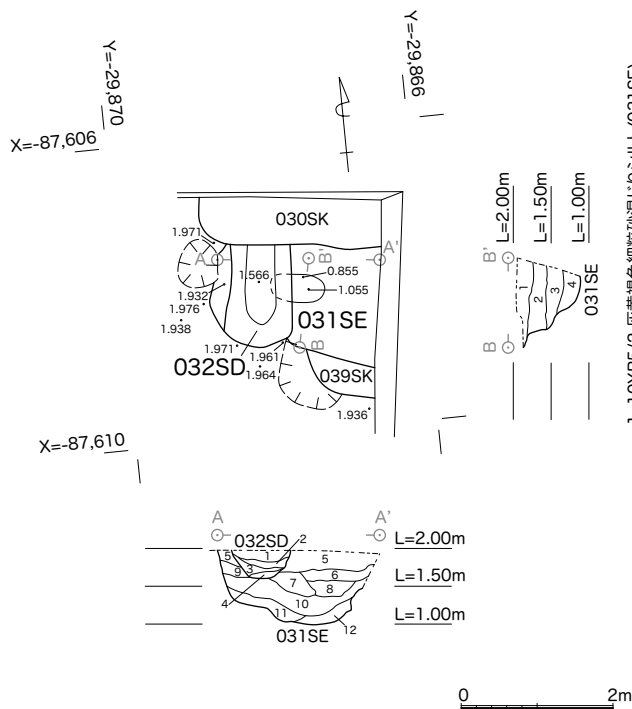 Y=-29,870
Y=-29,866
X=-87,606
030SK
1.971
A
B'
A'
0.855
1.566
1.055
1.932
1.976
1.938
031SE
1.971
1.961
B
032SD
1.964
039SK
1.936
X=-87,610
L=2.00m
L=1.50m
L=1.00m
B'
1
2
3
4
031SE
B
A
A'
032SD
2
L=2.00m
5
1
5
9
3
6
L=1.50m
7
8
4
10
11
L=1.00m
12
031SE
0
2m